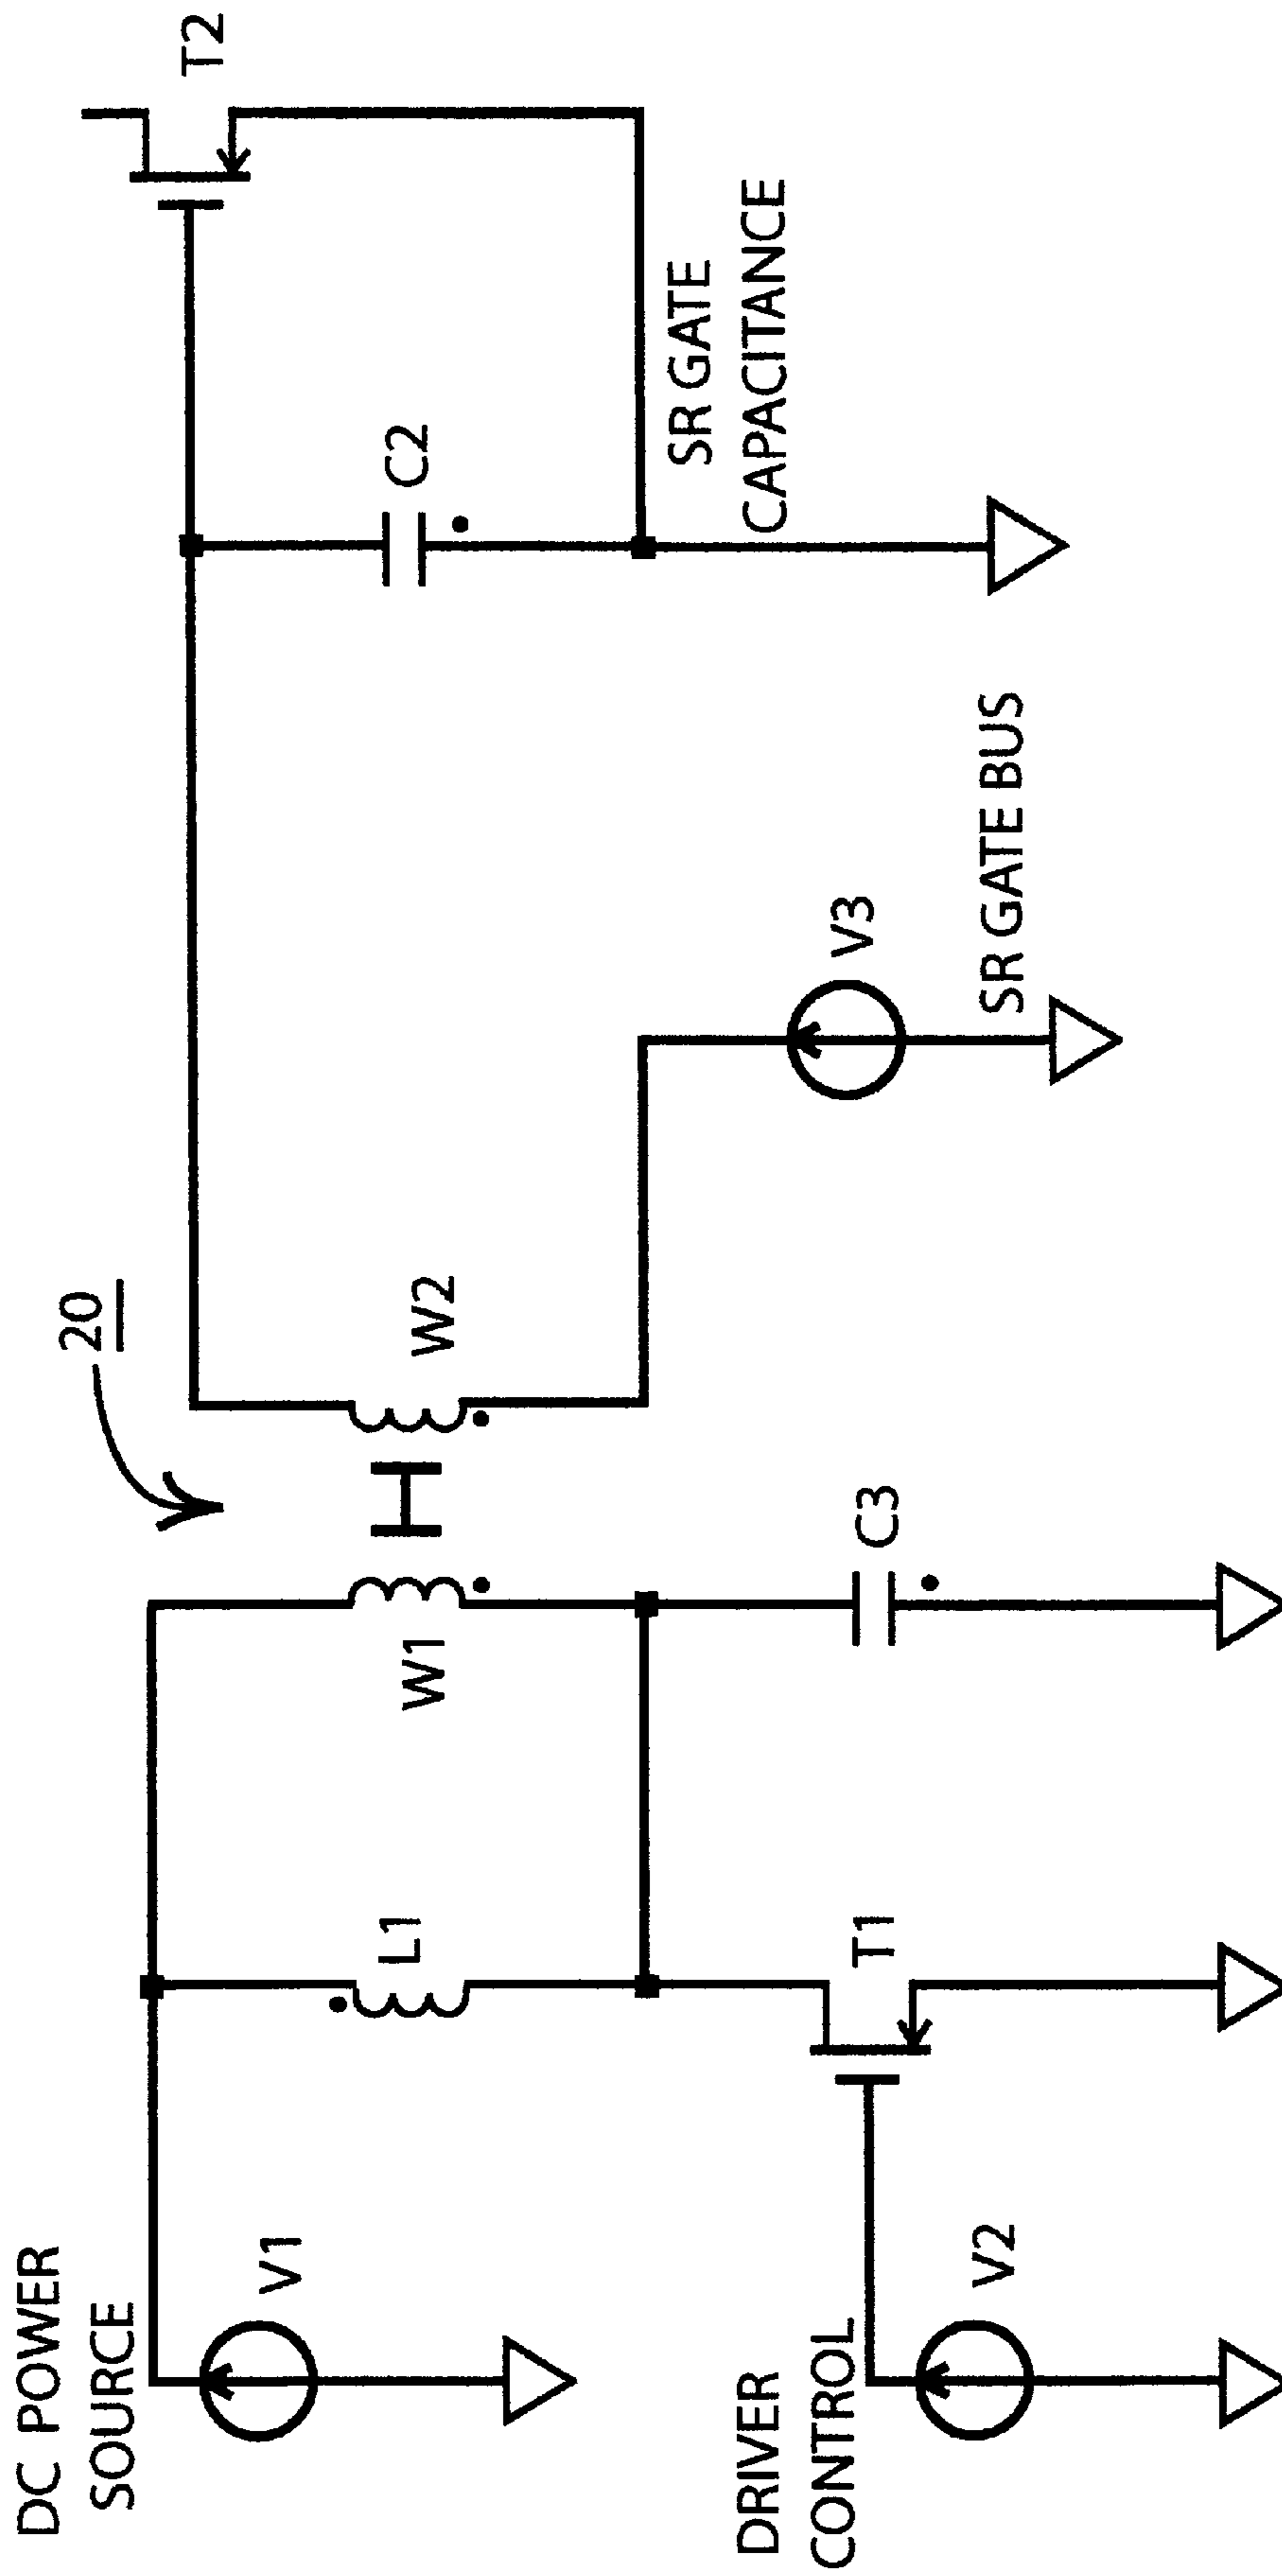 DC POWER
SOURCE
V1
L1
W1
20
W2
C2
T2
DRIVER
CONTROL
V2
T1
C3
V3
SR GATE BUS
SR GATE
CAPACITANCE